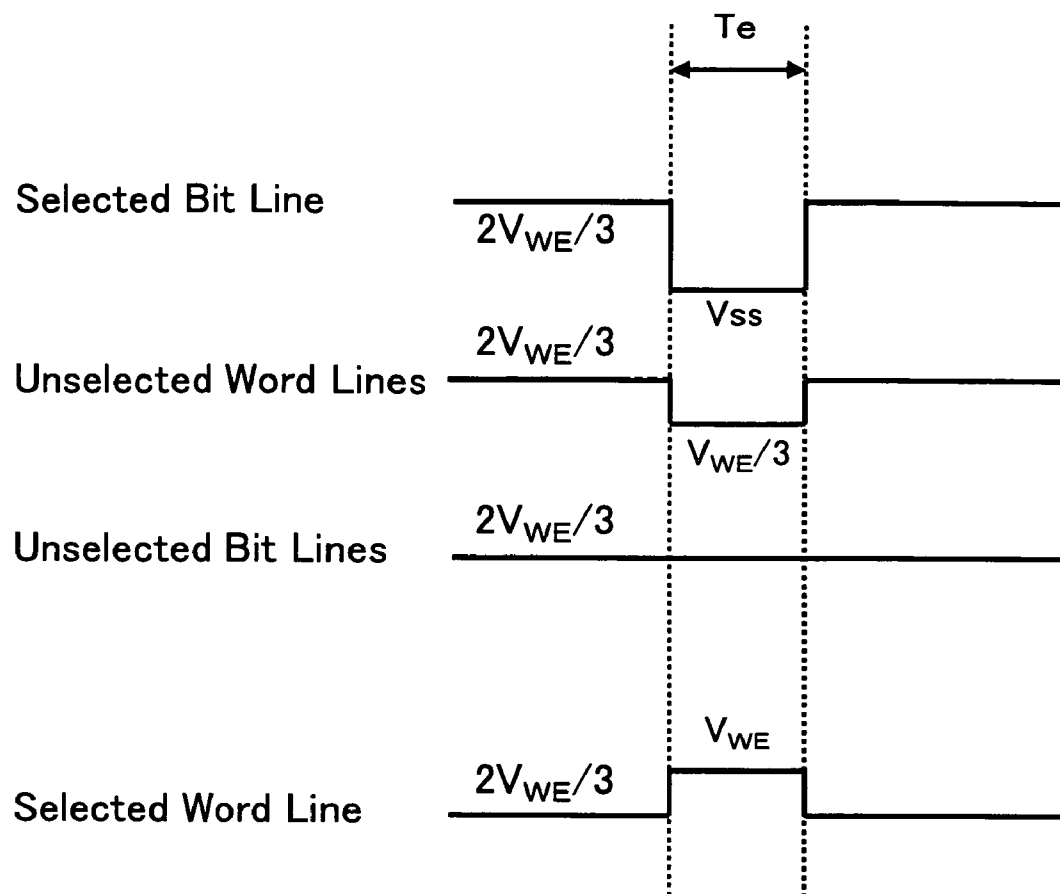 Te
Selected Bit Line
2V_WE/3
Vss
2V_WE/3
Unselected Word Lines
V_WE/3
2V_WE/3
Unselected Bit Lines
V_WE
2V_WE/3
Selected Word Line